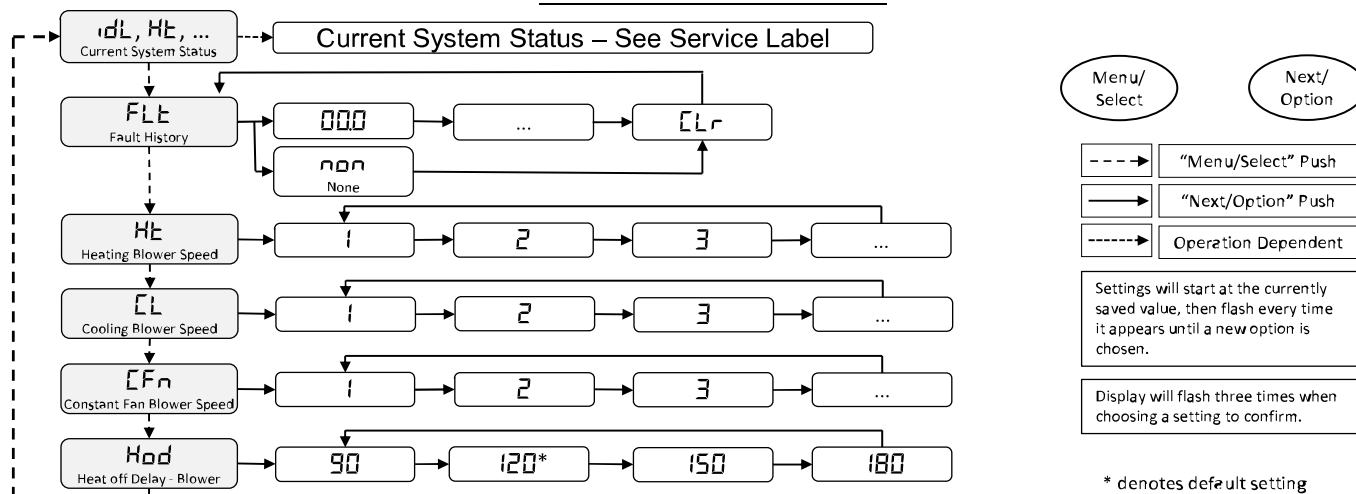 idL, Ht, ...
Current System Status
Current System Status – See Service Label
FLt
Fault History
00.0
...
CLr
non
None
Ht
Heating Blower Speed
1
2
3
...
CL
Cooling Blower Speed
1
2
3
...
CFn
Constant Fan Blower Speed
1
2
3
...
Hod
Heat off Delay - Blower
90
120*
150
180
Menu/
Select
Next/
Option
"Menu/Select" Push
"Next/Option" Push
Operation Dependent
Settings will start at the currently
saved value, then flash every time
it appears until a new option is
chosen.
Display will flash three times when
choosing a setting to confirm.
* denotes default setting